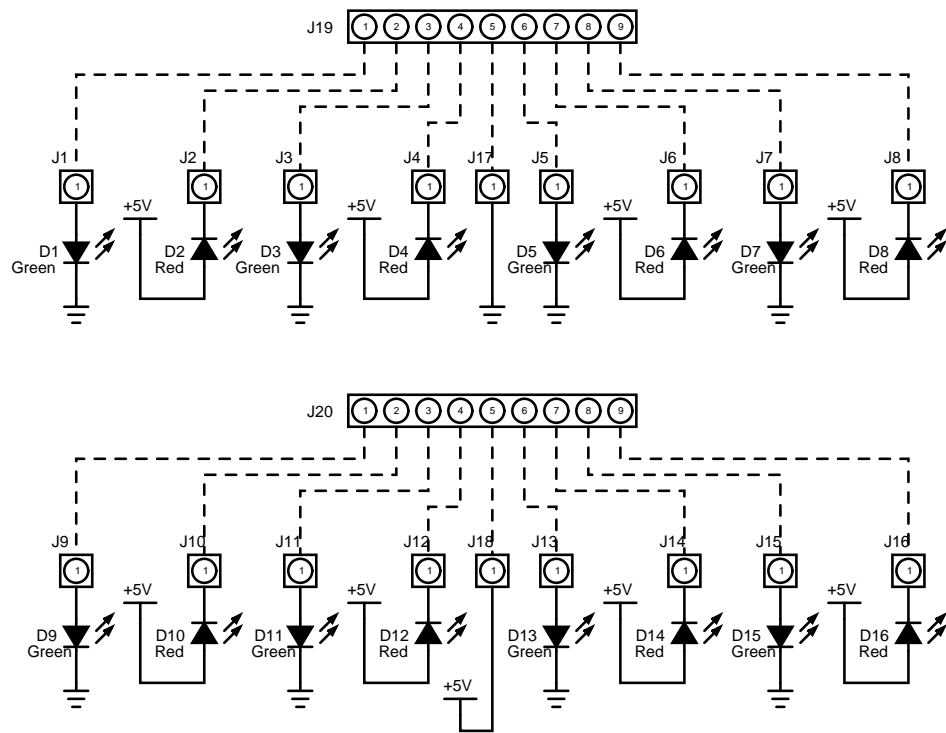 J19 1 2 3 4 5 6 7 8 9
J1 J2 J3 J4 J17 J5 J6 J7 J8
1 1 1 1 1 1 1 1 1
+5V +5V +5V +5V
D1 D2 D3 D4 D5 D6 D7 D8
Green Red Green Red Green Red Green Red
J20 1 2 3 4 5 6 7 8 9
J9 J10 J11 J12 J18 J13 J14 J15 J16
1 1 1 1 1 1 1 1 1
+5V +5V +5V +5V
D9 D10 D11 D12 D13 D14 D15 D16
Green Red Green Red Green Red Green Red
+5V